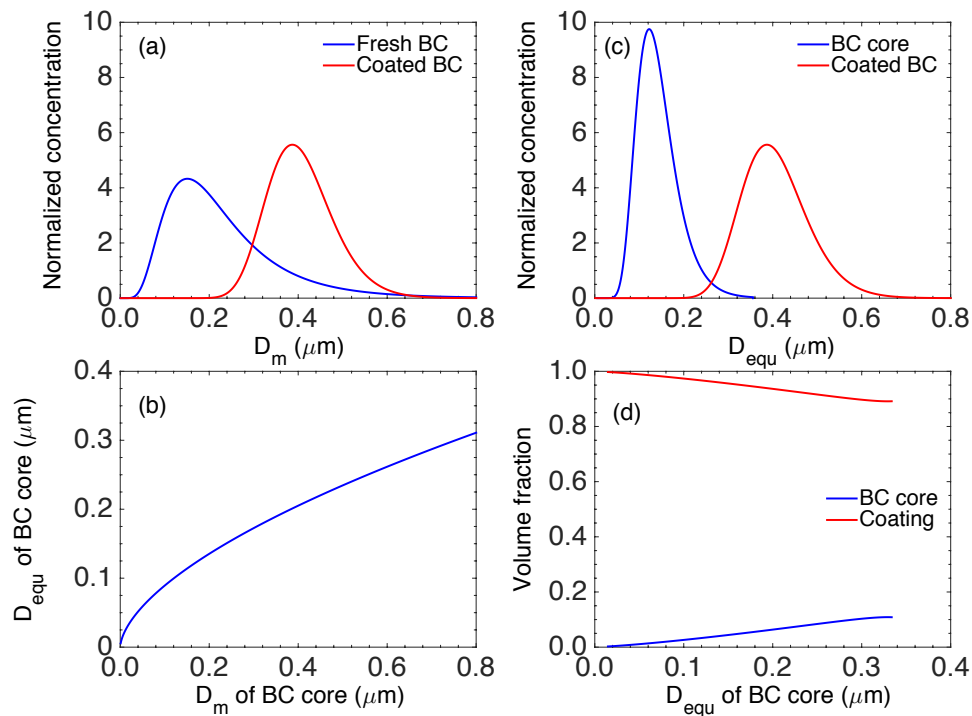 (a)
Fresh BC
Coated BC
Normalized concentration
10
8
6
4
2
0
0.0 0.2 0.4 0.6 0.8
D_m (μm)
(c)
BC core
Coated BC
Normalized concentration
10
8
6
4
2
0
0.0 0.2 0.4 0.6 0.8
D_equ (μm)
(b)
D_equ of BC core (μm)
0.4
0.3
0.2
0.1
0
0.0 0.2 0.4 0.6 0.8
D_m of BC core (μm)
(d)
BC core
Coating
Volume fraction
1.0
0.8
0.6
0.4
0.2
0.0
0.0 0.1 0.2 0.3 0.4
D_equ of BC core (μm)